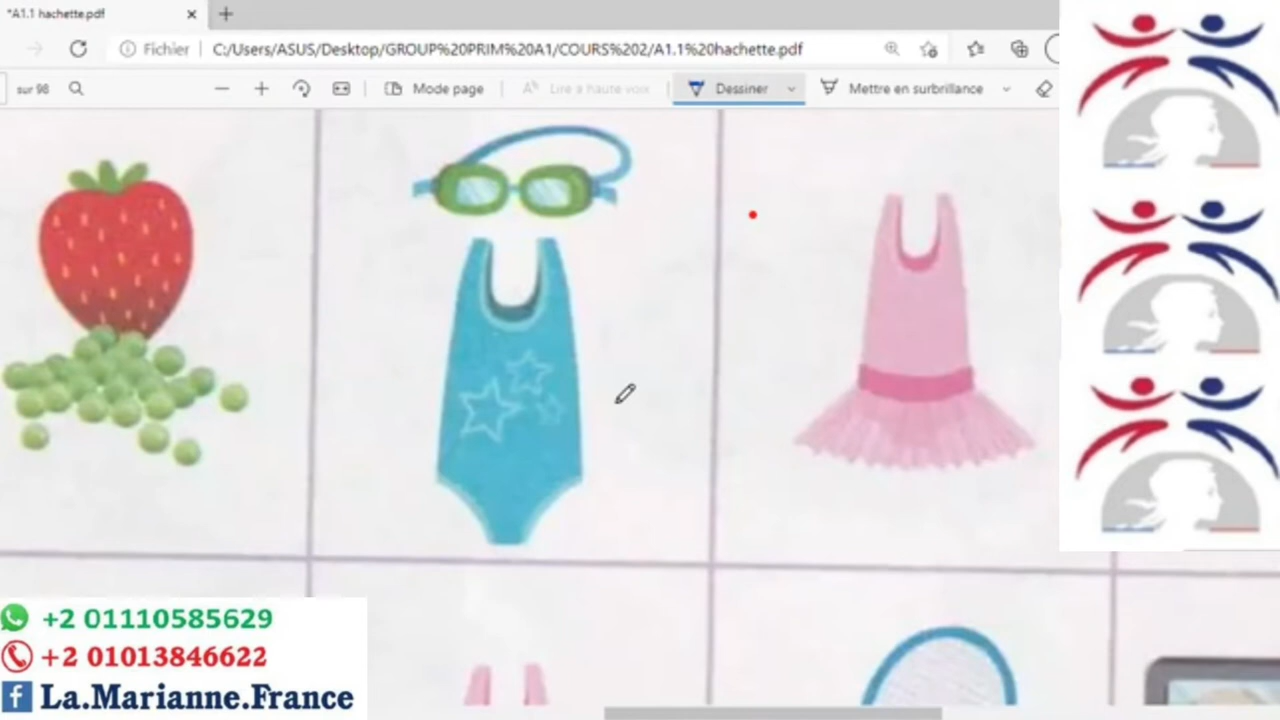 *A1.1 hachette.pdf
Fichier
C:/Users/ASUS/Desktop/GROUP%20PRIM%20A1/COURS%202/A1.1%20hachette.pdf
sur 98
Mode page
Lire à haute voix
Dessiner
Mettre en surbrillance
+2 01110585629
+2 01013846622
La.Marianne.France